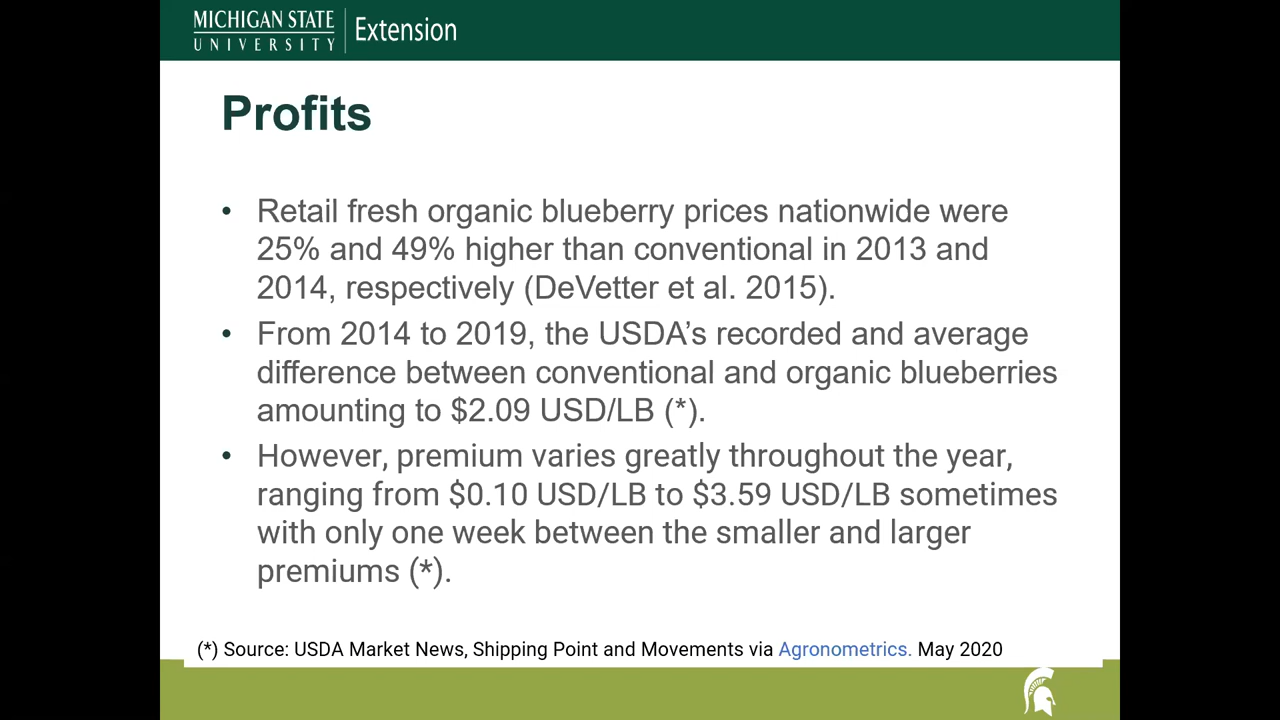 MICHIGAN STATE
UNIVERSITY
Extension
Profits
• Retail fresh organic blueberry prices nationwide were
25% and 49% higher than conventional in 2013 and
2014, respectively (DeVetter et al. 2015).
• From 2014 to 2019, the USDA’s recorded and average
difference between conventional and organic blueberries
amounting to $2.09 USD/LB (*).
• However, premium varies greatly throughout the year,
ranging from $0.10 USD/LB to $3.59 USD/LB sometimes
with only one week between the smaller and larger
premiums (*).
(*) Source: USDA Market News, Shipping Point and Movements via Agronometrics. May 2020